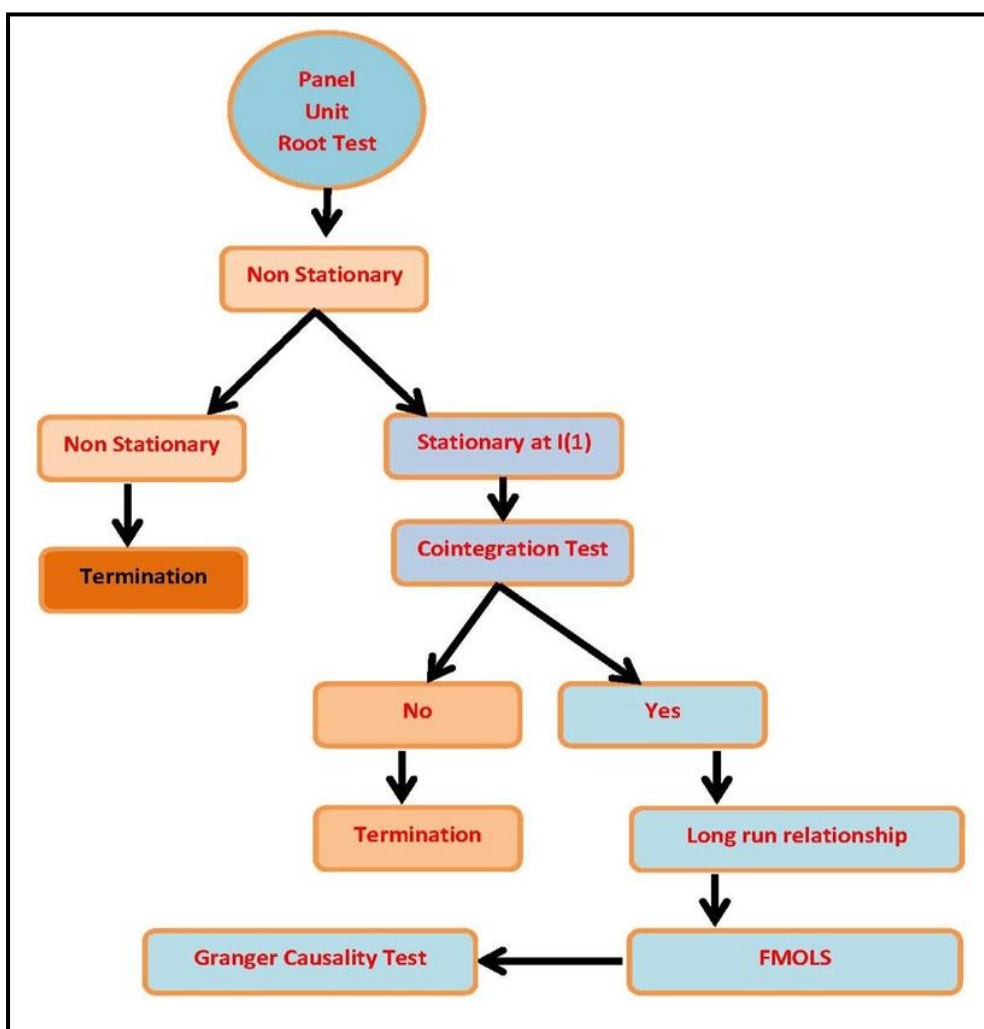 Panel
Unit
Root Test
Non Stationary
Non Stationary
Stationary at I(1)
Termination
Cointegration Test
No
Yes
Termination
Long run relationship
Granger Causality Test
FMOLS